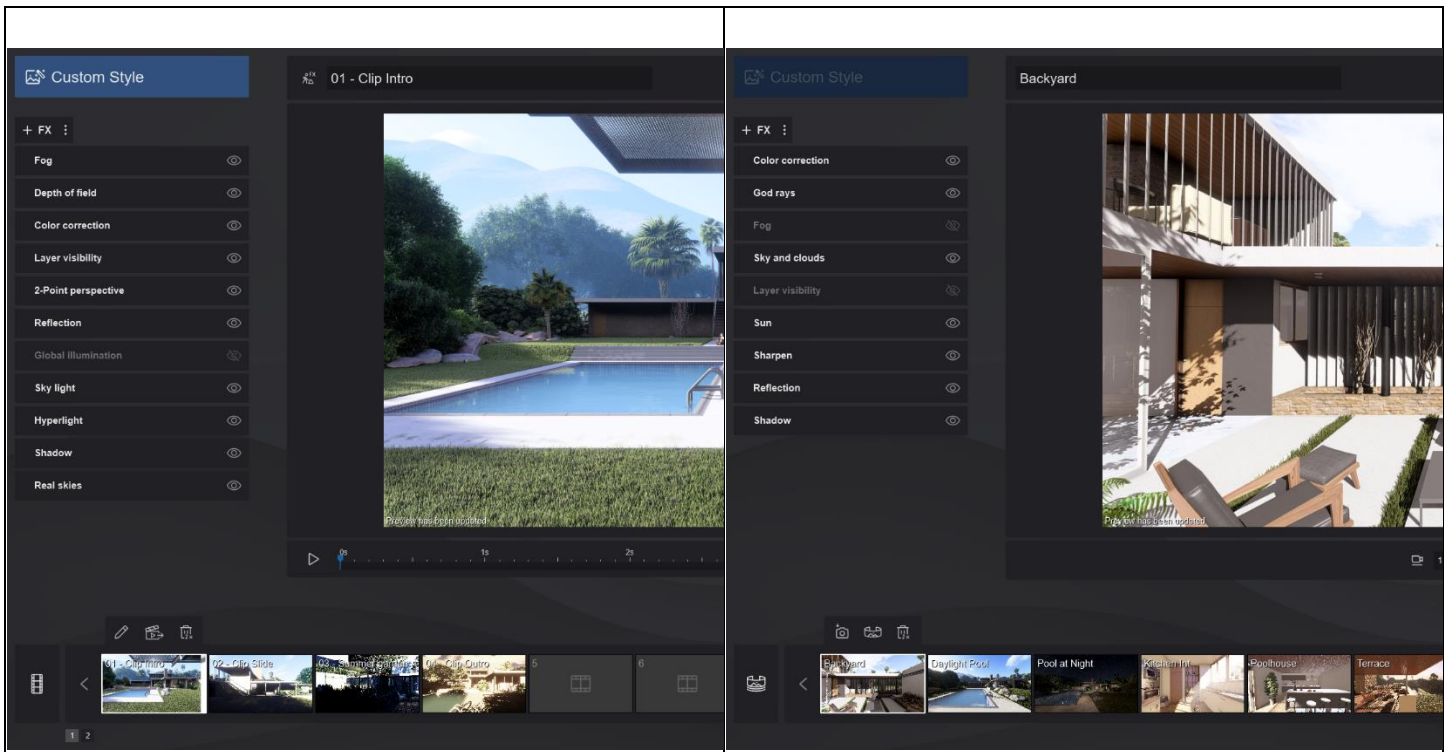 Custom Style
01 - Clip Intro
+ FX
Fog
Depth of field
Color correction
Layer visibility
2-Point perspective
Reflection
Global illumination
Sky light
Hyperlight
Shadow
Real skies
Preview has been updated
0s 1s 2s
01 - Clip Intro
02 - Clip Slide
04 - Clip Outro
5
6
1 2
Custom Style
Backyard
+ FX
Color correction
God rays
Fog
Sky and clouds
Layer visibility
Sun
Sharpen
Reflection
Shadow
Preview has been updated
1
Backyard
Daylight Pool
Pool at Night
Kitchen Int
Poolhouse
Terrace